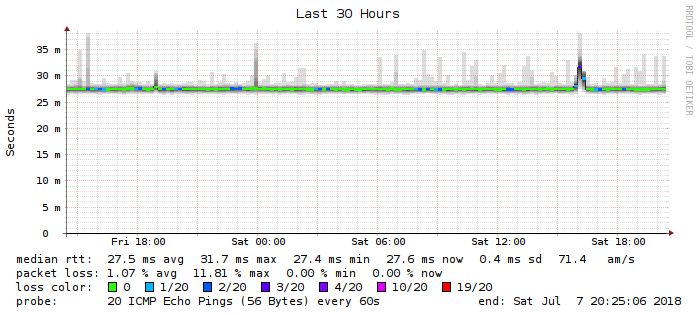 Last 30 Hours
RRDTOOL / TOBI OETIKER
Seconds
35 m
30 m
25 m
20 m
15 m
10 m
5 m
0
Fri 18:00 Sat 00:00 Sat 06:00 Sat 12:00 Sat 18:00
median rtt: 27.5 ms avg 31.7 ms max 27.4 ms min 27.6 ms now 0.4 ms sd 71.4 am/s
packet loss: 1.07 % avg 11.81 % max 0.00 % min 0.00 % now
loss color: 0 1/20 2/20 3/20 4/20 10/20 19/20
probe: 20 ICMP Echo Pings (56 Bytes) every 60s end: Sat Jul 7 20:25:06 2018